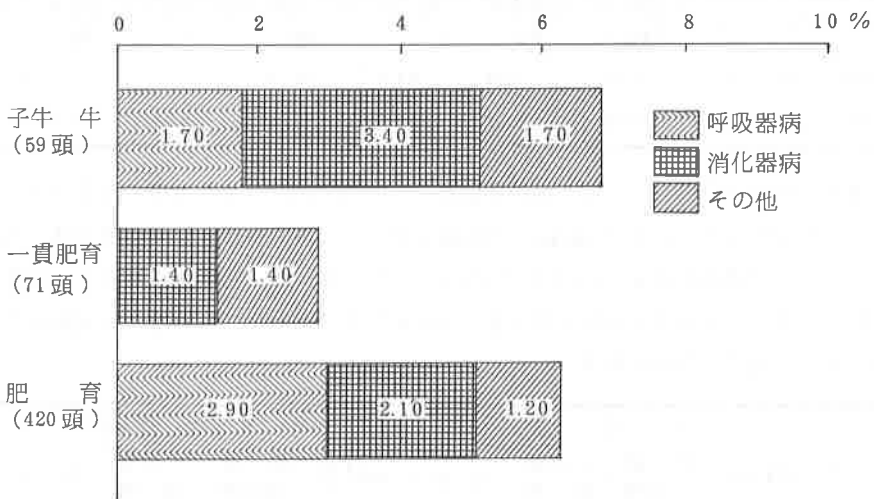 0 2 4 6 8 10 %
子牛 牛
(59頭)
1.70 3.40 1.70
呼吸器病
消化器病
その他
一貫肥育
(71頭)
1.40 1.40
肥 育
(420頭)
2.90 2.10 1.20